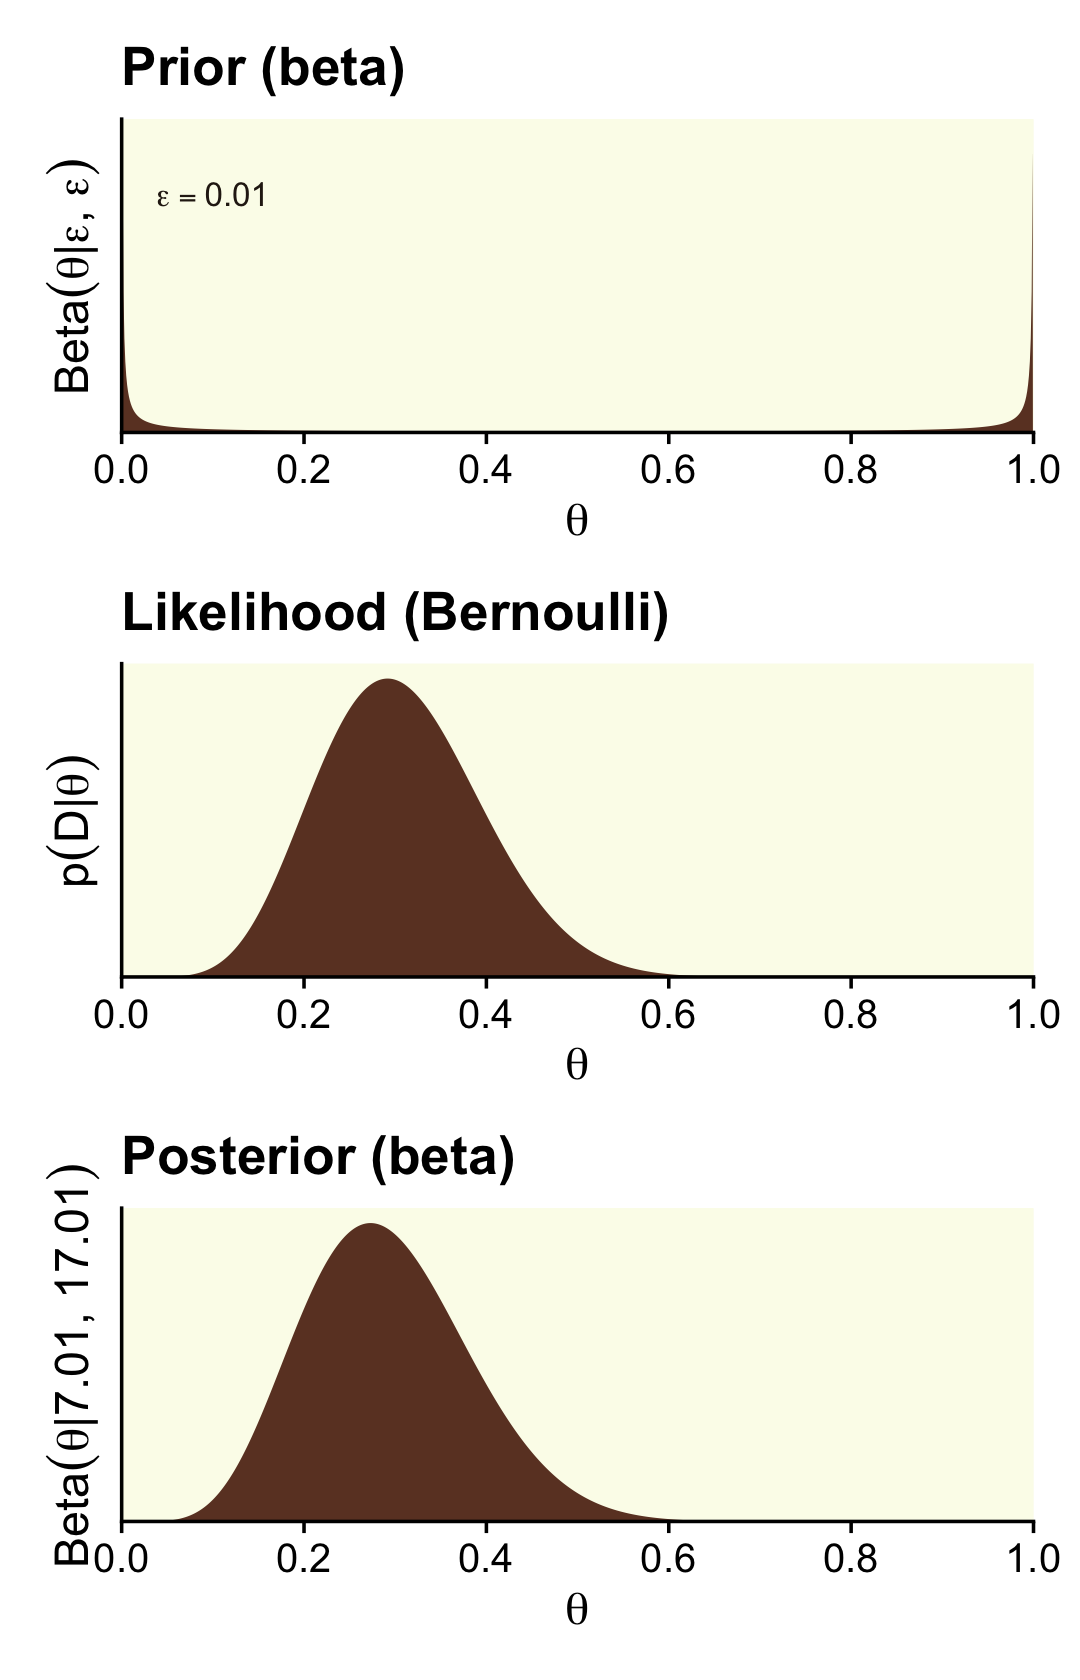 Prior (beta)
Beta(θ|ε, ε)
ε = 0.01
0.0 0.2 0.4 0.6 0.8 1.0
θ
Likelihood (Bernoulli)
p(D|θ)
0.0 0.2 0.4 0.6 0.8 1.0
θ
Posterior (beta)
Beta(θ|7.01, 17.01)
0.0 0.2 0.4 0.6 0.8 1.0
θ